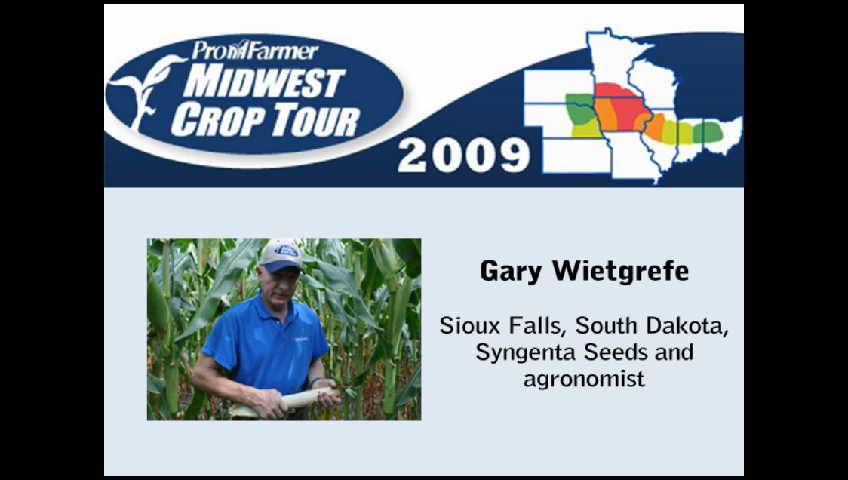 Pro Farmer
MIDWEST
CROP TOUR
2009
Gary Wietgrefe
Sioux Falls, South Dakota,
Syngenta Seeds and
agronomist